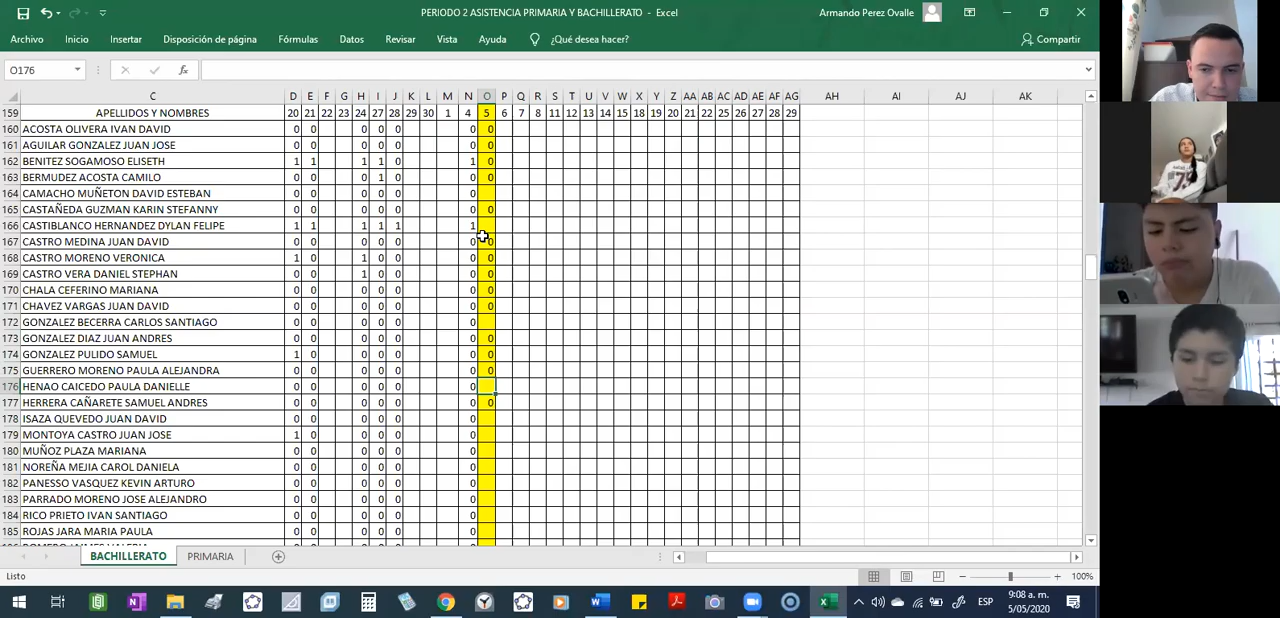 PERIODO 2 ASISTENCIA PRIMARIA Y BACHILLERATO - Excel
Armando Perez Ovalle
Archivo Inicio Insertar Disposición de página Fórmulas Datos Revisar Vista Ayuda ¿Qué desea hacer? Compartir
O176 fx
C D E F G H I J K L M N O P Q R S T U V W X Y Z AA AB AC AD AE AF AG AH AI AJ AK
159 APELLIDOS Y NOMBRES 20 21 22 23 24 27 28 29 30 1 4 5 6 7 8 11 12 13 14 15 18 19 20 21 22 25 26 27 28 29
160 ACOSTA OLIVERA IVAN DAVID 0 0 0 0 0 0 0
161 AGUILAR GONZALEZ JUAN JOSE 0 0 0 0 0 0 0
162 BENITEZ SOGAMOSO ELISETH 1 1 1 1 0 1 0
163 BERMUDEZ ACOSTA CAMILO 0 0 0 1 0 0 0
164 CAMACHO MUÑETON DAVID ESTEBAN 0 0 0 0 0 0
165 CASTAÑEDA GUZMAN KARIN STEFANNY 0 0 0 0 0 0 0
166 CASTIBLANCO HERNANDEZ DYLAN FELIPE 1 1 1 1 1 1
167 CASTRO MEDINA JUAN DAVID 0 0 0 0 0 0 0
168 CASTRO MORENO VERONICA 1 0 1 0 0 0 0
169 CASTRO VERA DANIEL STEPHAN 0 0 1 0 0 0 0
170 CHALA CEFERINO MARIANA 0 0 0 0 0 0 0
171 CHAVEZ VARGAS JUAN DAVID 0 0 0 0 0 0 0
172 GONZALEZ BECERRA CARLOS SANTIAGO 0 0 0 0 0 0
173 GONZALEZ DIAZ JUAN ANDRES 0 0 0 0 0 0 0
174 GONZALEZ PULIDO SAMUEL 1 0 0 0 0 0 0
175 GUERRERO MORENO PAULA ALEJANDRA 0 0 0 0 0 0 0
176 HENAO CAICEDO PAULA DANIELLE 0 0 0 0 0 0
177 HERRERA CAÑARETE SAMUEL ANDRES 0 0 0 0 0 0 0
178 ISAZA QUEVEDO JUAN DAVID 0 0 0 0 0 0
179 MONTOYA CASTRO JUAN JOSE 1 0 0 0 0 0
180 MUÑOZ PLAZA MARIANA 0 0 0 0 0 0
181 NOREÑA MEJIA CAROL DANIELA 0 0 0 0 0 0
182 PANESSO VASQUEZ KEVIN ARTURO 0 0 0 0 0 0
183 PARRADO MORENO JOSE ALEJANDRO 0 0 0 0 0 0
184 RICO PRIETO IVAN SANTIAGO 0 0 0 0 0 0
185 ROJAS JARA MARIA PAULA 0 0 0 0 0 0
BACHILLERATO PRIMARIA
Listo 100%
ESP 9:08 a. m.
5/05/2020